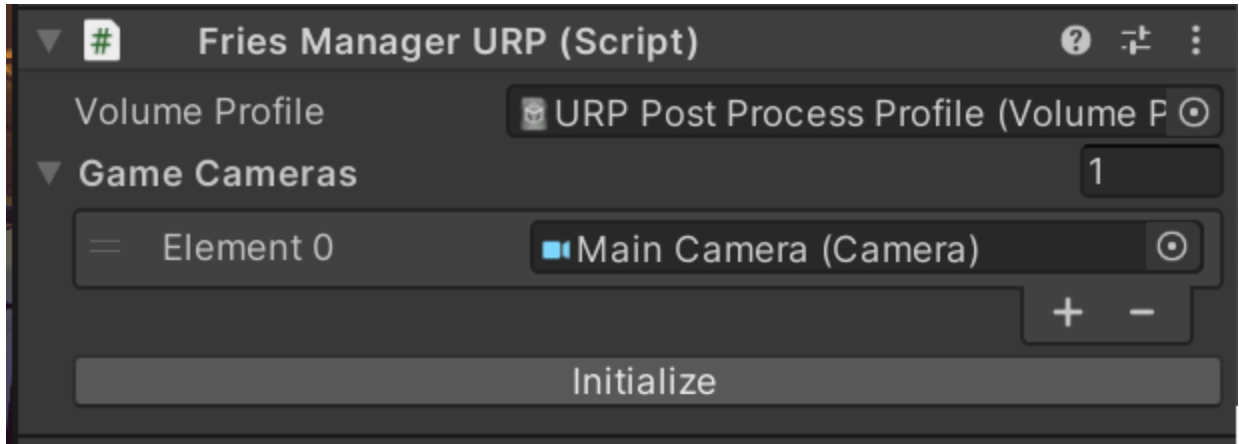 # Fries Manager URP (Script)
Volume Profile URP Post Process Profile (Volume P
Game Cameras 1
Element 0 Main Camera (Camera)
+ −
Initialize